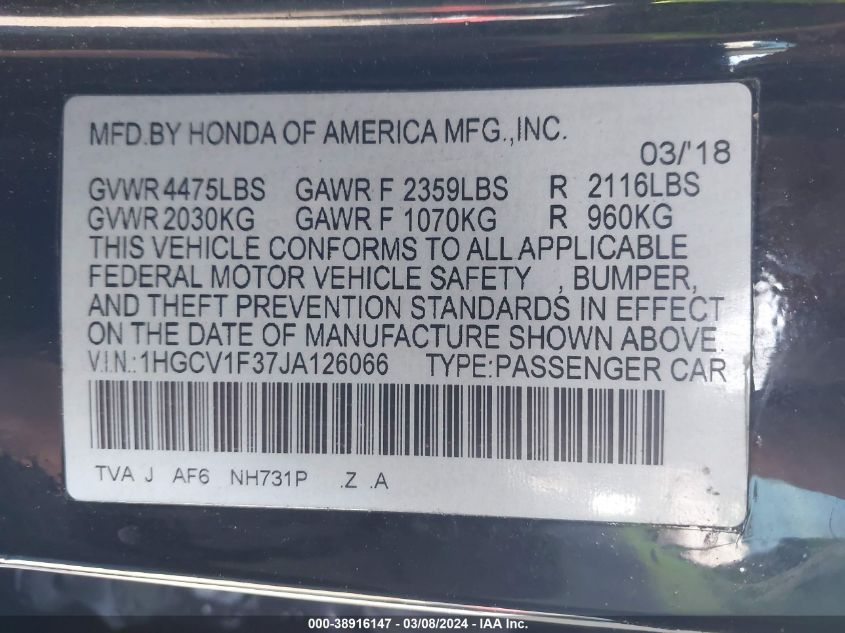 MFD.BY HONDA OF AMERICA MFG.,INC.
03/'18
GVWR 4475LBS GAWR F 2359LBS R 2116LBS
GVWR 2030KG GAWR F 1070KG R 960KG
THIS VEHICLE CONFORMS TO ALL APPLICABLE
FEDERAL MOTOR VEHICLE SAFETY , BUMPER,
AND THEFT PREVENTION STANDARDS IN EFFECT
ON THE DATE OF MANUFACTURE SHOWN ABOVE.
V.I.N.:1HGCV1F37JA126066 TYPE:PASSENGER CAR
TVA J AF6 NH731P .Z .A
000-38916147 - 03/08/2024 - IAA Inc.